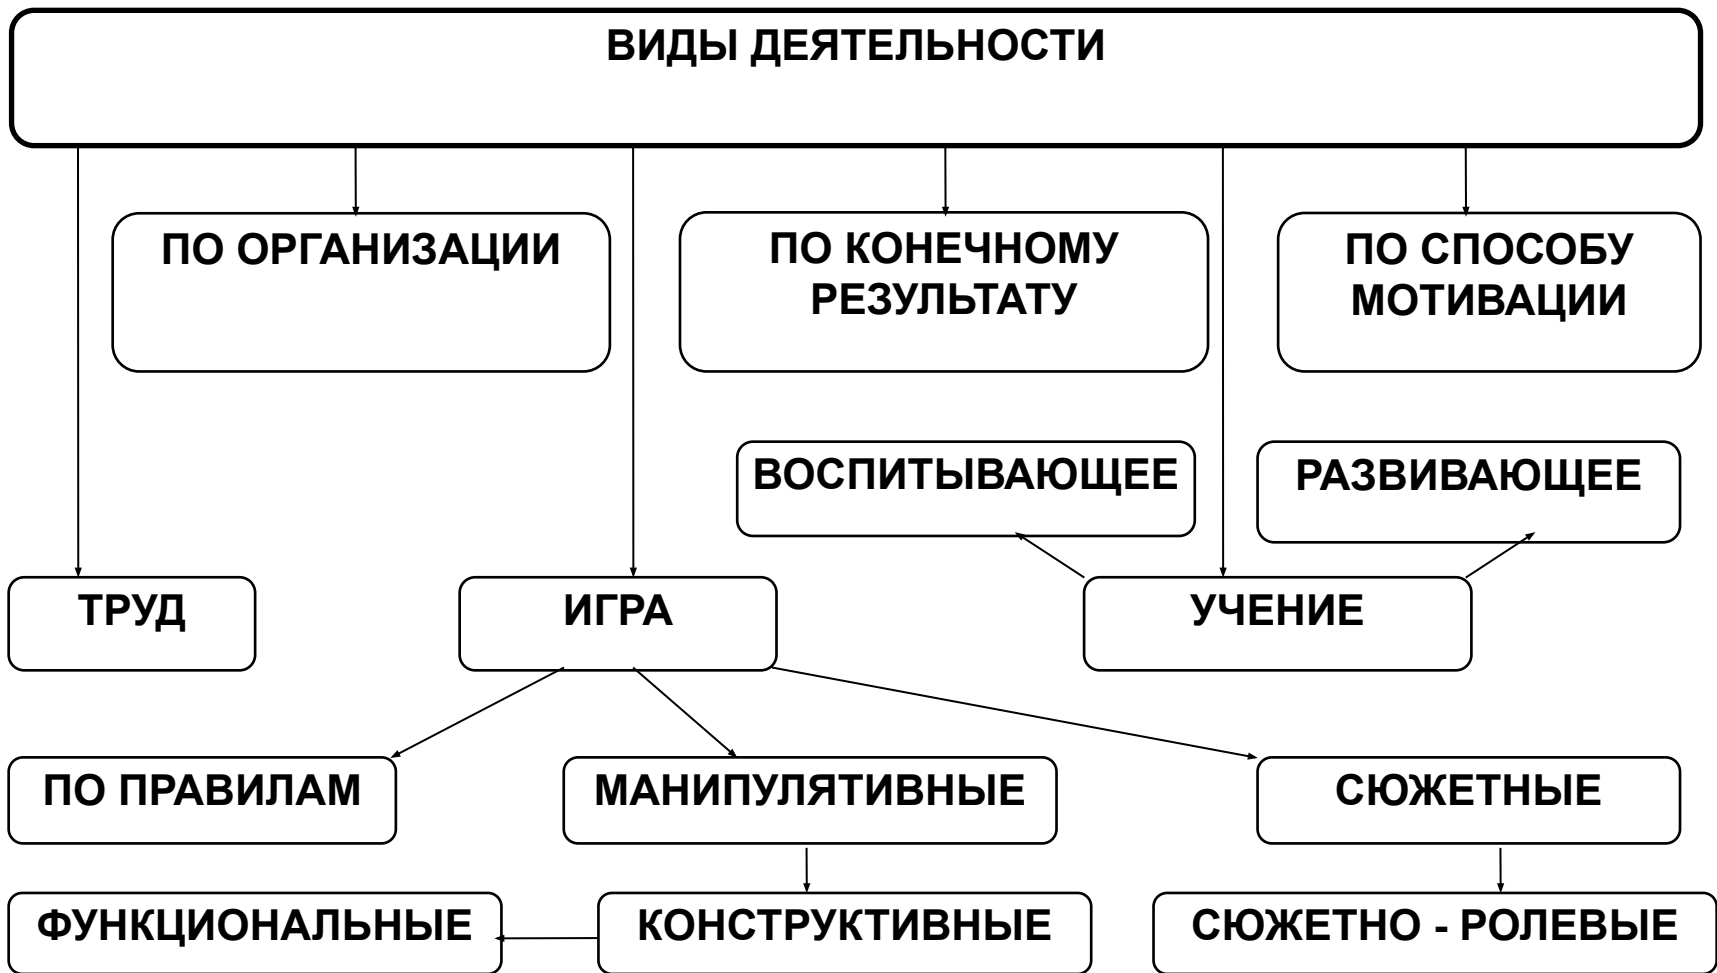 ВИДЫ ДЕЯТЕЛЬНОСТИ
ПО ОРГАНИЗАЦИИ
ПО КОНЕЧНОМУ
РЕЗУЛЬТАТУ
ПО СПОСОБУ
МОТИВАЦИИ
ВОСПИТЫВАЮЩЕЕ
РАЗВИВАЮЩЕЕ
ТРУД
ИГРА
УЧЕНИЕ
ПО ПРАВИЛАМ
МАНИПУЛЯТИВНЫЕ
СЮЖЕТНЫЕ
ФУНКЦИОНАЛЬНЫЕ
КОНСТРУКТИВНЫЕ
СЮЖЕТНО - РОЛЕВЫЕ